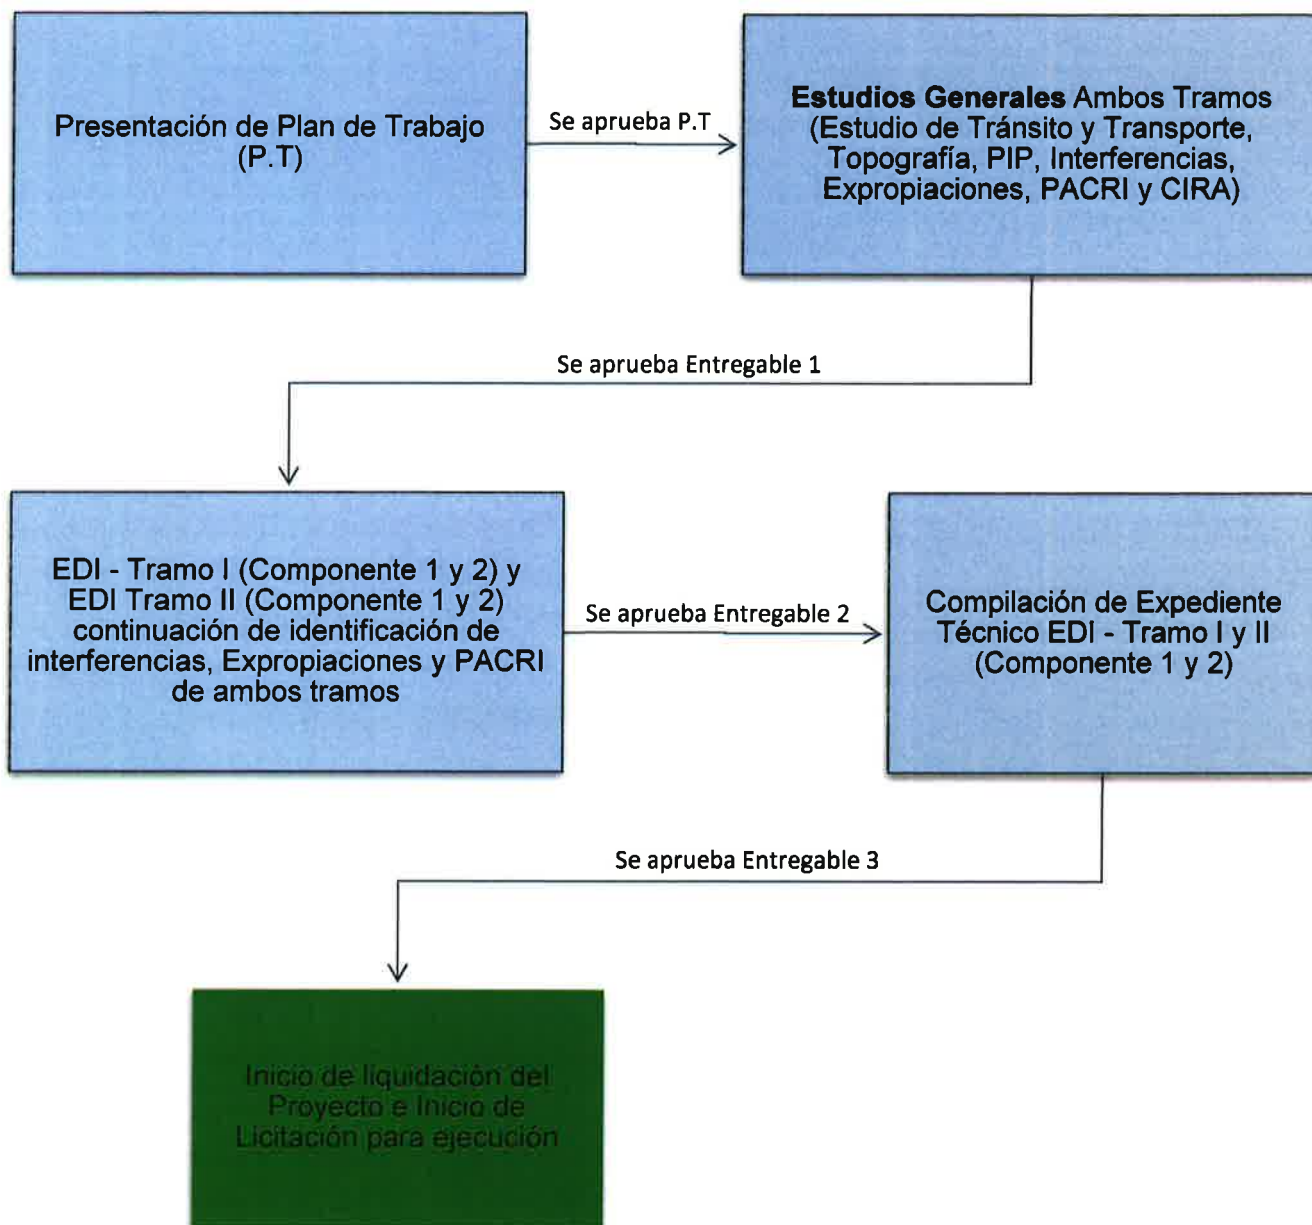 Presentación de Plan de Trabajo
(P.T)
Se aprueba P.T
Estudios Generales Ambos Tramos
(Estudio de Tránsito y Transporte,
Topografía, PIP, Interferencias,
Expropiaciones, PACRI y CIRA)
Se aprueba Entregable 1
EDI - Tramo I (Componente 1 y 2) y
EDI Tramo II (Componente 1 y 2)
continuación de identificación de
interferencias, Expropiaciones y PACRI
de ambos tramos
Se aprueba Entregable 2
Compilación de Expediente
Técnico EDI - Tramo I y II
(Componente 1 y 2)
Se aprueba Entregable 3
Inicio de liquidación del
Proyecto e Inicio de
Licitación para ejecución